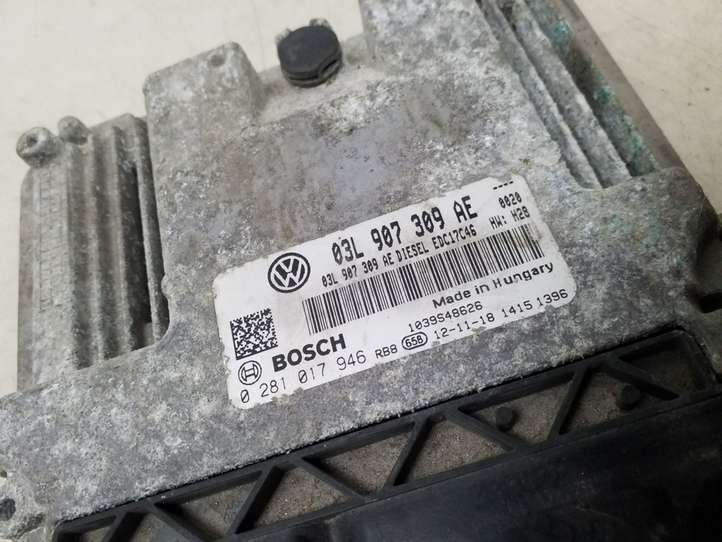 03L 907 309 AE
----
0020
03L 907 309 AE DIESEL EDC17C46
HW: H28
Made in Hungary
1039S48626
BOSCH
0 281 017 946 RB8 658 12-11-18 1415 1396